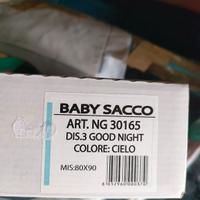 BABY SACCO
ART. NG 30165
DIS.3 GOOD NIGHT
COLORE: CIELO
MIS:80X90